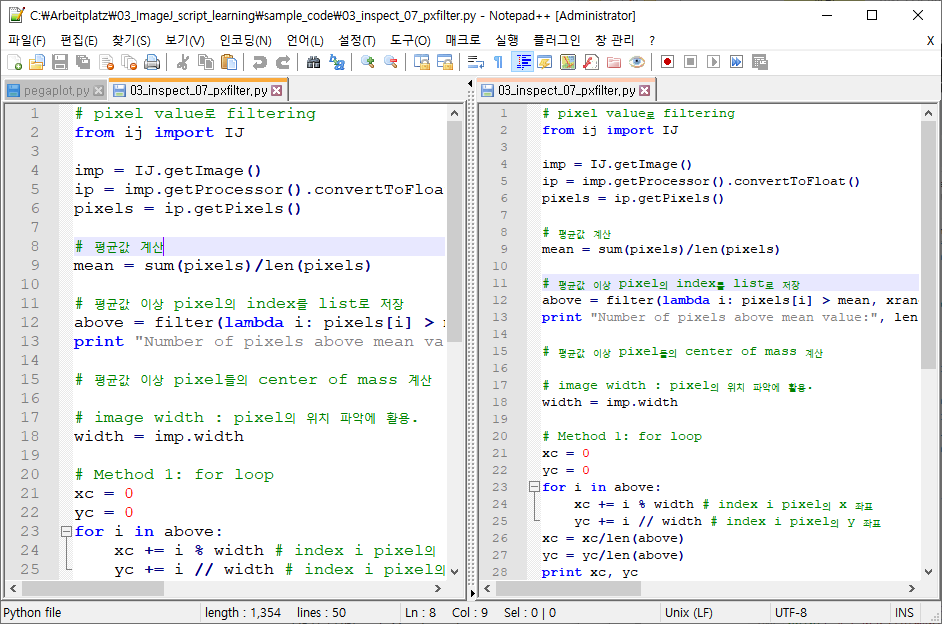 C:₩Arbeitplatz₩03_ImageJ_script_learning₩sample_code₩03_inspect_07_pxfilter.py - Notepad++ [Administrator]
파일(F) 편집(E) 찾기(S) 보기(V) 인코딩(N) 언어(L) 설정(T) 도구(O) 매크로 실행 플러그인 창 관리 ? X
pegaplot.py 03_inspect_07_pxfilter.py
1 # pixel value로 filtering
2 from ij import IJ
3
4 imp = IJ.getImage()
5 ip = imp.getProcessor().convertToFloa
6 pixels = ip.getPixels()
7
8 # 평균값 계산
9 mean = sum(pixels)/len(pixels)
10
11 # 평균값 이상 pixel의 index를 list로 저장
12 above = filter(lambda i: pixels[i] >
13 print "Number of pixels above mean va
14
15 # 평균값 이상 pixel들의 center of mass 계산
16
17 # image width : pixel의 위치 파악에 활용.
18 width = imp.width
19
20 # Method 1: for loop
21 xc = 0
22 yc = 0
23 for i in above:
24 xc += i % width # index i pixel의
25 yc += i // width # index i pixel의
03_inspect_07_pxfilter.py
1 # pixel value로 filtering
2 from ij import IJ
3
4 imp = IJ.getImage()
5 ip = imp.getProcessor().convertToFloat()
6 pixels = ip.getPixels()
7
8 # 평균값 계산
9 mean = sum(pixels)/len(pixels)
10
11 # 평균값 이상 pixel의 index를 list로 저장
12 above = filter(lambda i: pixels[i] > mean, xran
13 print "Number of pixels above mean value:", len
14
15 # 평균값 이상 pixel들의 center of mass 계산
16
17 # image width : pixel의 위치 파악에 활용.
18 width = imp.width
19
20 # Method 1: for loop
21 xc = 0
22 yc = 0
23 for i in above:
24 xc += i % width # index i pixel의 x 좌표
25 yc += i // width # index i pixel의 y 좌표
26 xc = xc/len(above)
27 yc = yc/len(above)
28 print xc, yc
Python file length : 1,354 lines : 50 Ln : 8 Col : 9 Sel : 0 | 0 Unix (LF) UTF-8 INS